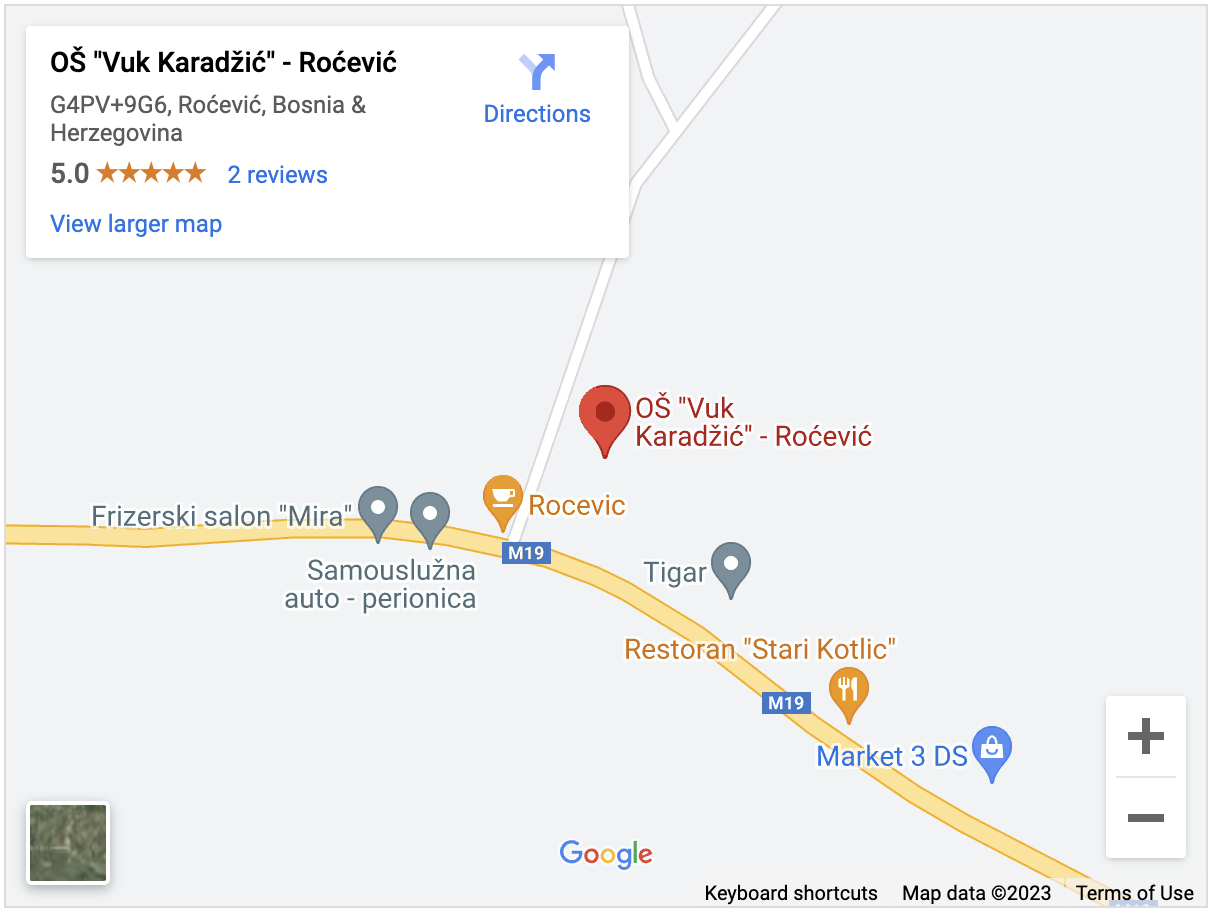 OŠ "Vuk Karadžić" - Roćević
G4PV+9G6, Roćević, Bosnia &
Herzegovina
5.0
2 reviews
View larger map
Directions
OŠ "Vuk
Karadžić" - Roćević
Rocevic
Frizerski salon "Mira"
M19
Samouslužna
auto - perionica
Tigar
Restoran "Stari Kotlic"
M19
Market 3 DS
Google
Keyboard shortcuts
Map data ©2023
Terms of Use